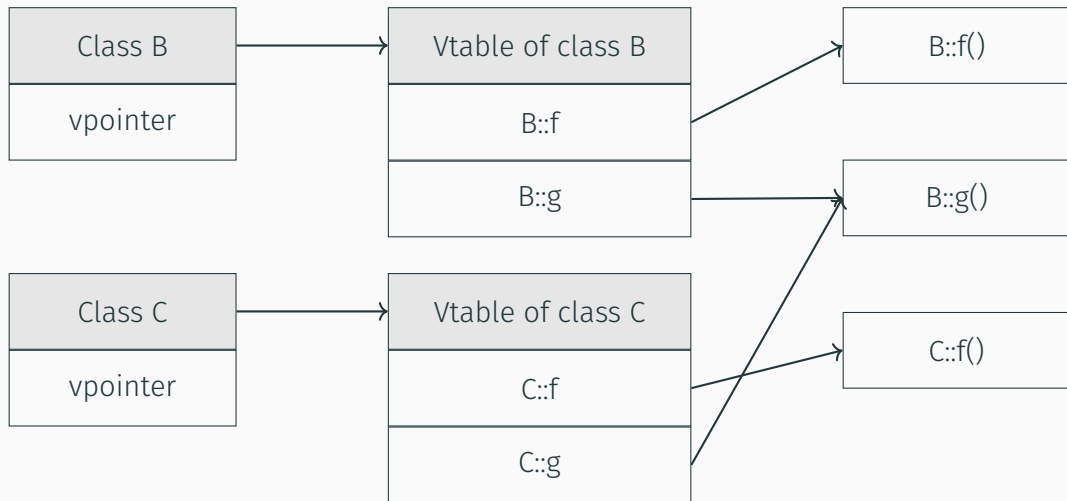 Class B
vpointer
Vtable of class B
B::f
B::g
B::f()
B::g()
Class C
vpointer
Vtable of class C
C::f
C::g
C::f()